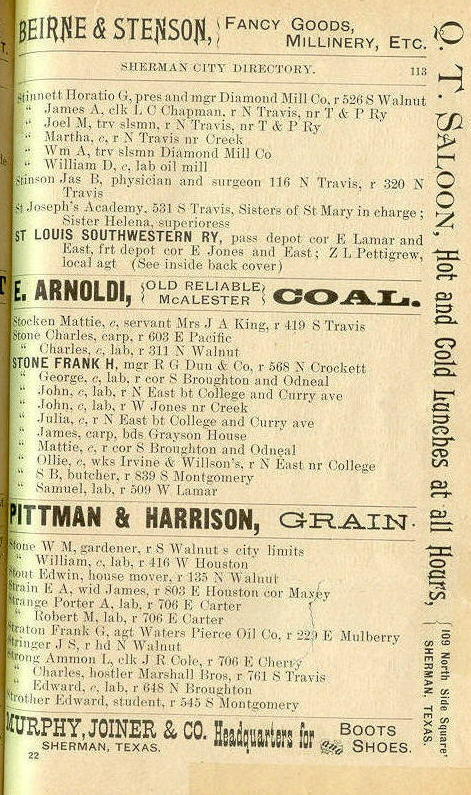 BEIRNE & STENSON, { FANCY GOODS,
MILLINERY, ETC.
SHERMAN CITY DIRECTORY. 113
Stinnett Horatio G, pres and mgr Diamond Mill Co, r 526 S Walnut
“ James A, clk L C Chapman, r N Travis, nr T & P Ry
“ Joel M, trv slsmn, r N Travis, nr T & P Ry
“ Martha, c, r N Travis nr Creek
“ Wm A, trv slsmn Diamond Mill Co
“ William D, c, lab oil mill
Stinson Jas B, physician and surgeon 116 N Travis, r 320 N
Travis
St Joseph's Academy, 531 S Travis, Sisters of St Mary in charge;
Sister Helena, superioress
ST LOUIS SOUTHWESTERN RY, pass depot cor E Lamar and
East, frt depot cor E Jones and East; Z L Pettigrew,
local agt (See inside back cover)
E. ARNOLDI, { OLD RELIABLE } COAL.
McALESTER
Stocken Mattie, c, servant Mrs J A King, r 419 S Travis
Stone Charles, carp, r 603 E Pacific
“ Charles, c, lab, r 311 N Walnut
STONE FRANK H, mgr R G Dun & Co, r 568 N Crockett
“ George, c, lab, r cor S Broughton and Odneal
“ John, c, lab, r N East bt College and Curry ave
“ John, c, lab, r W Jones nr Creek
“ Julia, c, r N East bt College and Curry ave
“ James, carp, bds Grayson House
“ Mattie, c, r cor S Broughton and Odneal
“ Ollie, c, wks Irvine & Willson's, r N East nr College
“ S B, butcher, r 839 S Montgomery
“ Samuel, lab, r 509 W Lamar
PITTMAN & HARRISON, GRAIN.
Stone W M, gardener, r S Walnut s city limits
“ William, c, lab, r 416 W Houston
Stout Edwin, house mover, r 135 N Walnut
Strain E A, wid James, r 803 E Houston cor Maxey
Strange Porter A, lab, r 706 E Carter
“ Robert M, lab, r 706 E Carter
Straton Frank G, agt Waters Pierce Oil Co, r 229 E Mulberry
Stringer J S, r hd N Walnut
Strong Ammon L, clk J R Cole, r 706 E Cherry
“ Charles, hostler Marshall Bros, r 761 S Travis
“ Edward, c, lab, r 648 N Broughton
Strother Edward, student, r 545 S Montgomery
MURPHY, JOINER & CO. Headquarters for BOOTS
SHERMAN, TEXAS. and SHOES.
22
Q. T. SALOON, Hot and Cold Lunches at all Hours,
{ 109 North Side Square
SHERMAN, TEXAS.